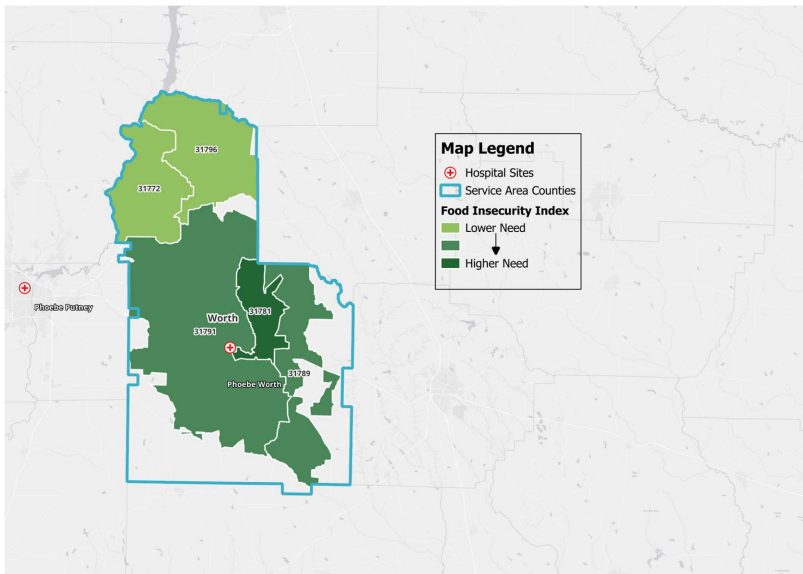 31796
31772
Map Legend
Hospital Sites
Service Area Counties
Food Insecurity Index
Lower Need
Higher Need
Phoebe Putney
31781
Worth
31791
31789
Phoebe Worth